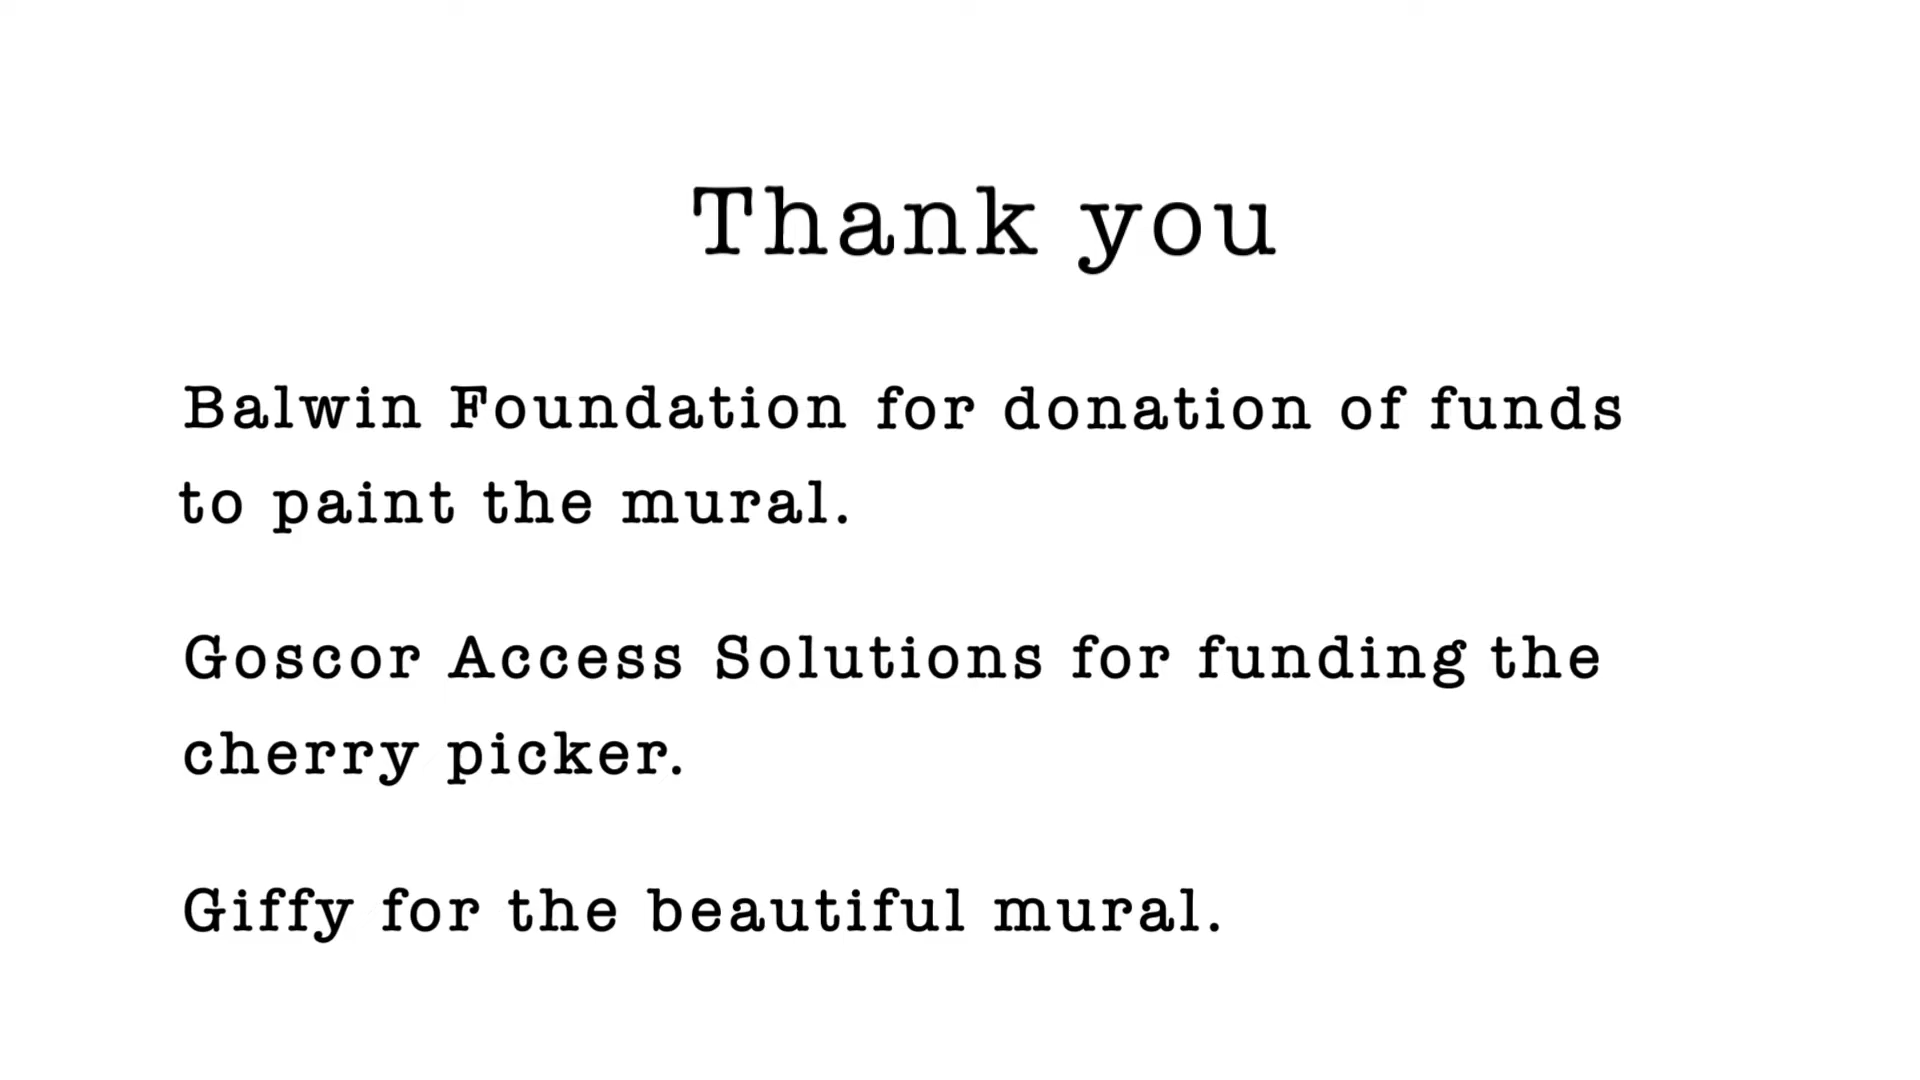 Thank you
Balwin Foundation for donation of funds
to paint the mural.
Goscor Access Solutions for funding the
cherry picker.
Giffy for the beautiful mural.